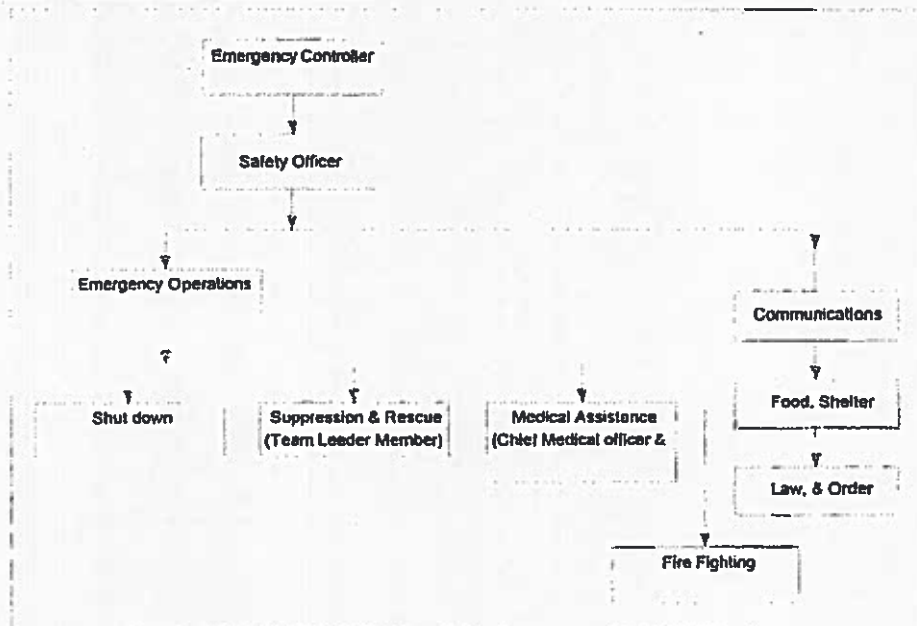 Emergency Controller
Safety Officer
Emergency Operations
Communications
Shut down
Suppression & Rescue
(Team Leader Member)
Medical Assistance
(Chief Medical officer &
Food, Shelter
Law, & Order
Fire Fighting